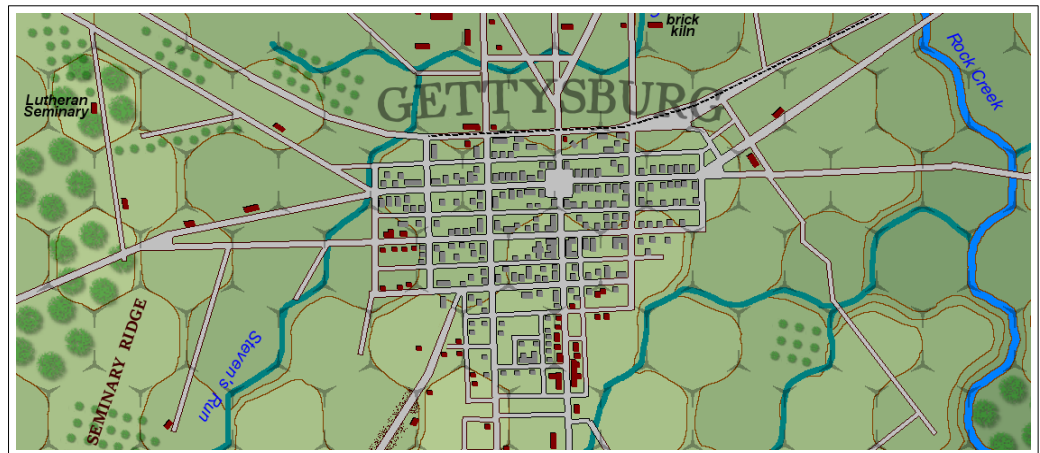 brick
kiln
Rock Creek
Lutheran
Seminary
GETTYSBURG
SEMINARY RIDGE
Steven's Run